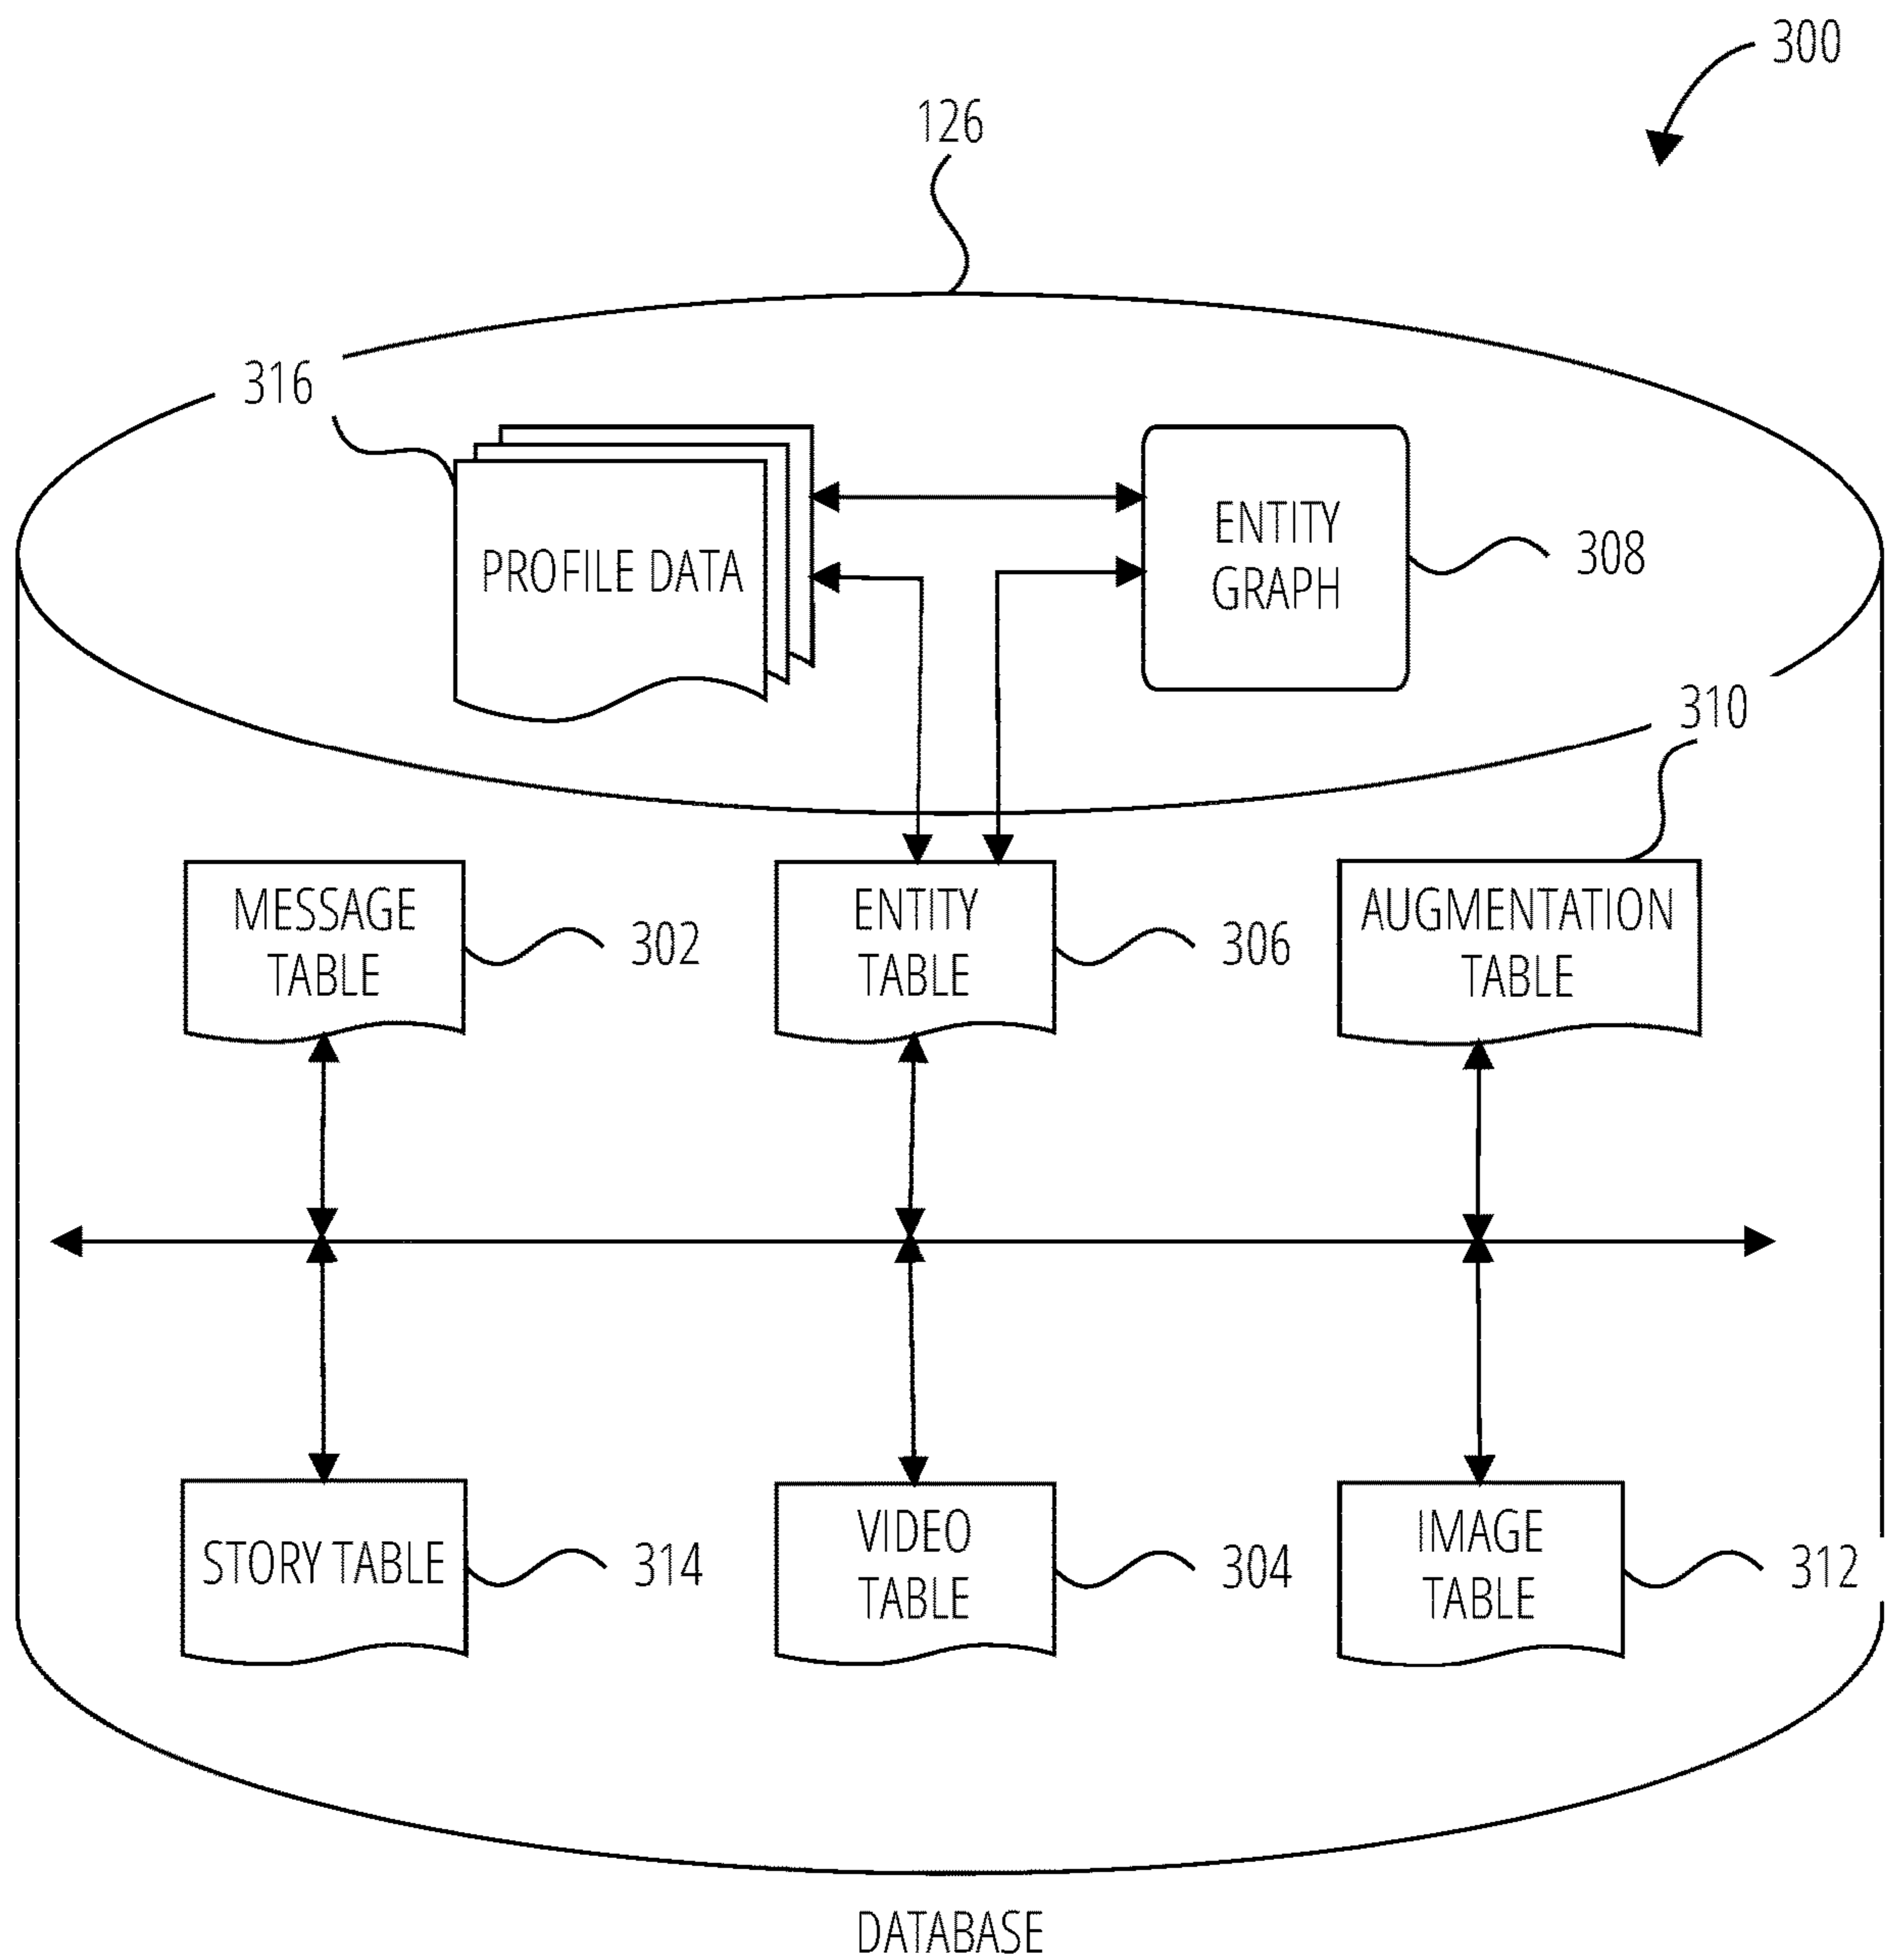 300
126
316
PROFILE DATA
ENTITY
GRAPH
308
310
MESSAGE
TABLE
302
ENTITY
TABLE
306
AUGMENTATION
TABLE
STORY TABLE
314
VIDEO
TABLE
304
IMAGE
TABLE
312
DATABASE